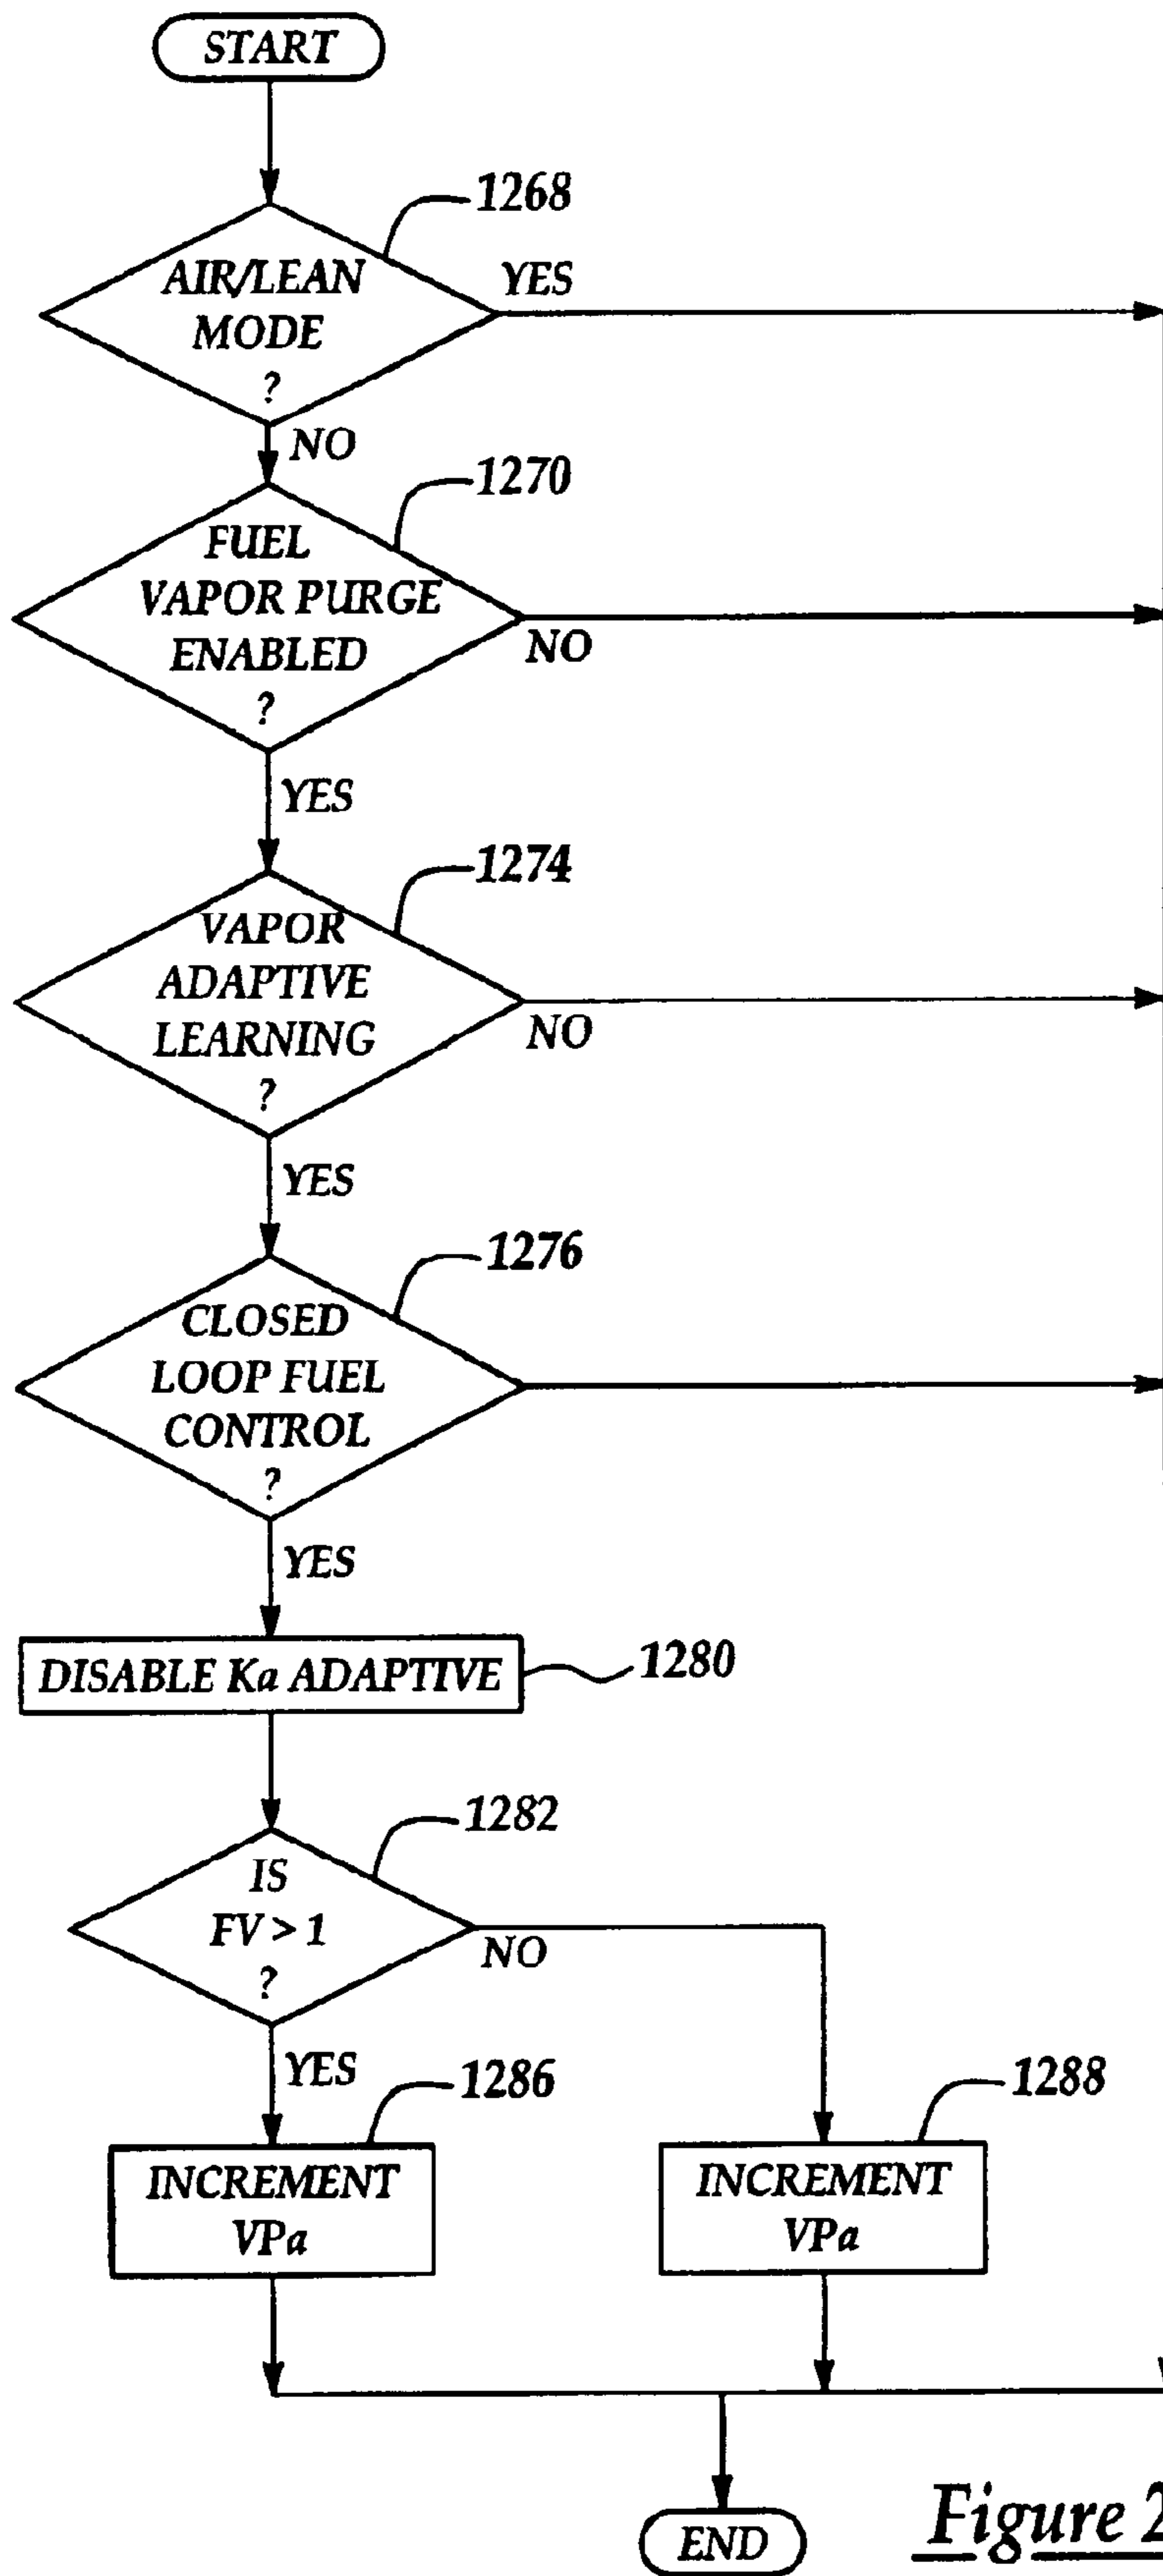 START
1268
AIR/LEAN
MODE
?
YES
NO
1270
FUEL
VAPOR PURGE
ENABLED
?
NO
YES
1274
VAPOR
ADAPTIVE
LEARNING
?
NO
YES
1276
CLOSED
LOOP FUEL
CONTROL
?
YES
DISABLE Ka ADAPTIVE
1280
1282
IS
FV > 1
?
NO
YES
1286
1288
INCREMENT
VPa
INCREMENT
VPa
END
Figure 2